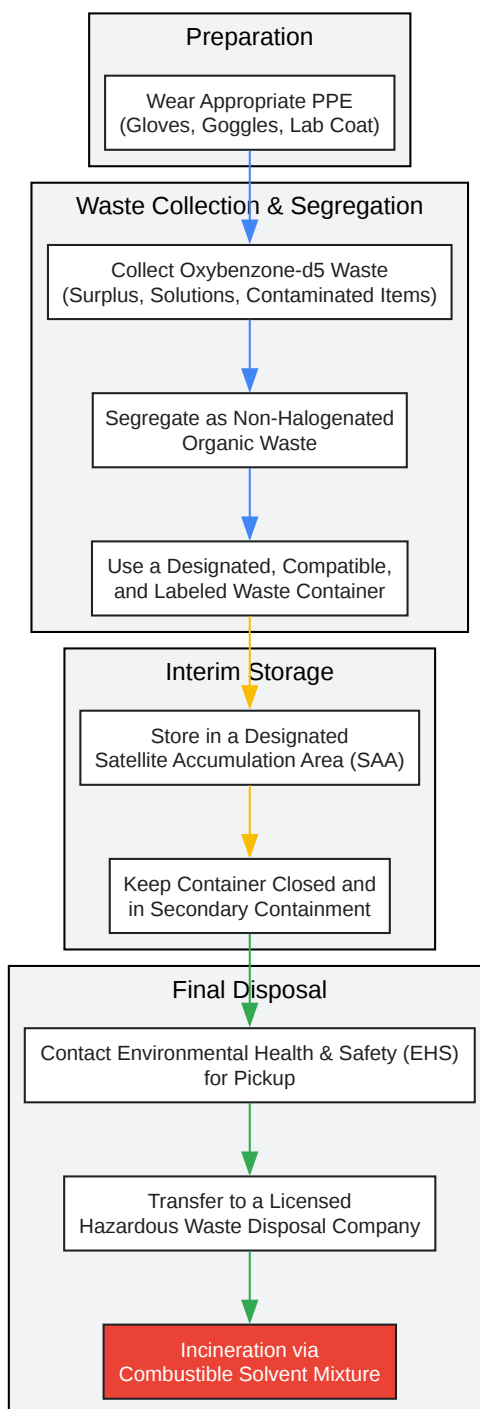 Preparation
Wear Appropriate PPE
(Gloves, Goggles, Lab Coat)
Waste Collection & Segregation
Collect Oxybenzone-d5 Waste
(Surplus, Solutions, Contaminated Items)
Segregate as Non-Halogenated
Organic Waste
Use a Designated, Compatible,
and Labeled Waste Container
Interim Storage
Store in a Designated
Satellite Accumulation Area (SAA)
Keep Container Closed and
in Secondary Containment
Final Disposal
Contact Environmental Health & Safety (EHS)
for Pickup
Transfer to a Licensed
Hazardous Waste Disposal Company
Incineration via
Combustible Solvent Mixture